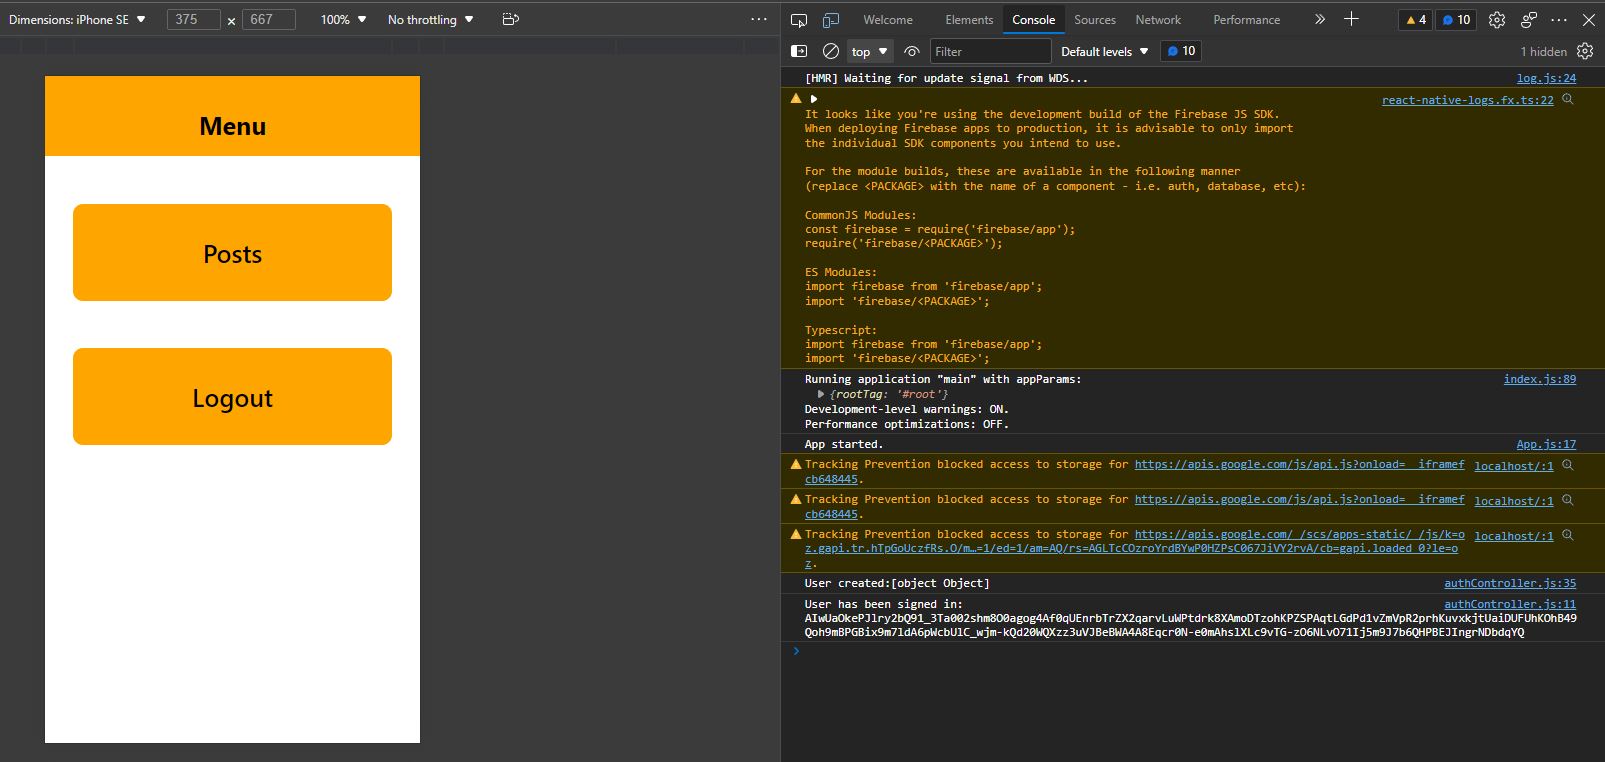 Dimensions: iPhone SE 375 × 667 100% No throttling ...
Welcome Elements Console Sources Network Performance 4 10
top Filter Default levels 10 1 hidden
Menu
Posts
Logout
[HMR] Waiting for update signal from WDS... log.js:24
react-native-logs.fx.ts:22
It looks like you're using the development build of the Firebase JS SDK.
When deploying Firebase apps to production, it is advisable to only import
the individual SDK components you intend to use.
For the module builds, these are available in the following manner
(replace <PACKAGE> with the name of a component - i.e. auth, database, etc):
CommonJS Modules:
const firebase = require('firebase/app');
require('firebase/<PACKAGE>');
ES Modules:
import firebase from 'firebase/app';
import 'firebase/<PACKAGE>';
Typescript:
import firebase from 'firebase/app';
import 'firebase/<PACKAGE>';
Running application "main" with appParams: index.js:89
{rootTag: '#root'}
Development-level warnings: ON.
Performance optimizations: OFF.
App started. App.js:17
Tracking Prevention blocked access to storage for https://apis.google.com/js/api.js?onload=__iframef localhost/:1
cb648445.
Tracking Prevention blocked access to storage for https://apis.google.com/js/api.js?onload=__iframef localhost/:1
cb648445.
Tracking Prevention blocked access to storage for https://apis.google.com/_/scs/apps-static/_/js/k=o localhost/:1
z.gapi.tr.hTpGoUczfRs.O/m…=1/ed=1/am=AQ/rs=AGLTcCOzroYrdBYwP0HZPsC067JiVY2rvA/cb=gapi.loaded_0?le=o
z.
User created:[object Object] authController.js:35
User has been signed in: authController.js:11
AIwUaOkePJlry2bQ91_3Ta002shm8O0agog4Af0qUEnrbTrZX2qarvLuWPtdrk8XAmoDTzohKPZSPAqtLGdPd1vZmVpR2prhKuvxkjtUaiDUFUhKOhB49
Qoh9mBPGBix9m7ldA6pWcbUlC_wjm-kQd20WQXzz3uVJBeBWA4A8Eqcr0N-e0mAhslXLc9vTG-zO6NLvO71Ij5m9J7b6QHPBEJIngrNDbdqYQ